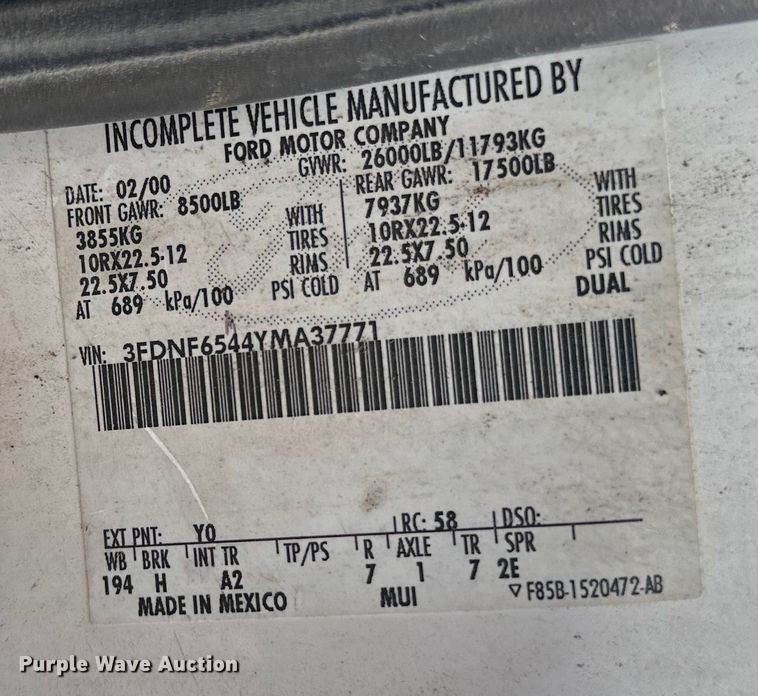 INCOMPLETE VEHICLE MANUFACTURED BY
FORD MOTOR COMPANY
DATE: 02/00 GVWR: 26000LB/11793KG
FRONT GAWR: 8500LB REAR GAWR: 17500LB
3855KG WITH 7937KG WITH
10RX22.5-12 TIRES 10RX22.5-12 TIRES
22.5X7.50 RIMS 22.5X7.50 RIMS
AT 689 kPa/100 PSI COLD AT 689 kPa/100 PSI COLD
DUAL
VIN: 3FDNF6544YMA37771
EXT PNT: Y0 RC: 58 DSO:
WB BRK INT TR TP/PS R AXLE TR SPR
194 H A2 7 1 7 2E
MADE IN MEXICO MUI ▽ F85B-1520472-AB
Purple Wave Auction